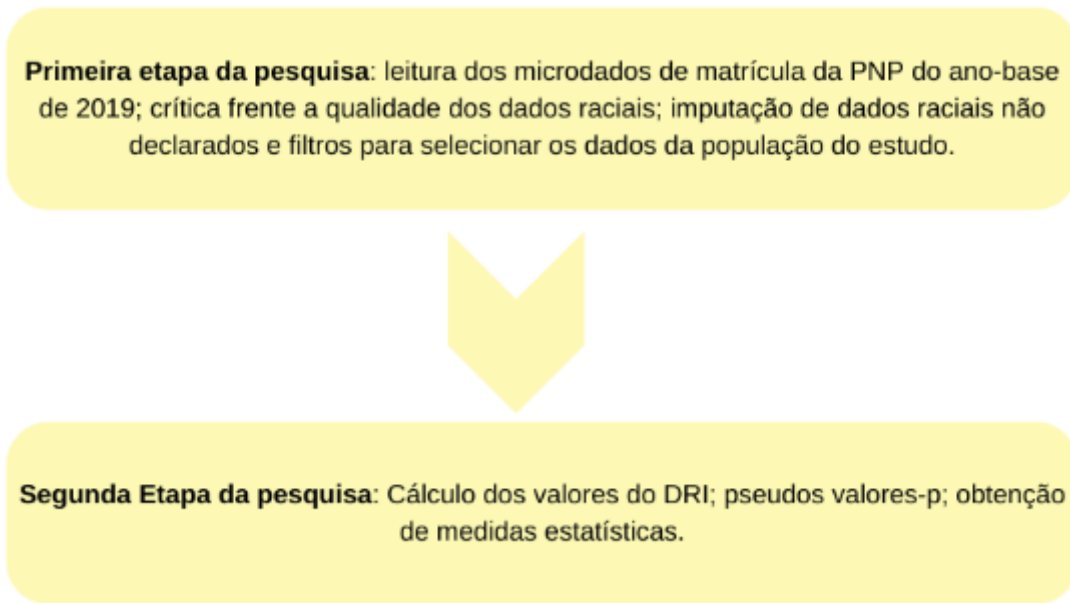 Primeira etapa da pesquisa: leitura dos microdados de matrícula da PNP do ano-base
de 2019; crítica frente a qualidade dos dados raciais; imputação de dados raciais não
declarados e filtros para selecionar os dados da população do estudo.
Segunda Etapa da pesquisa: Cálculo dos valores do DRI; pseudos valores-p; obtenção
de medidas estatísticas.